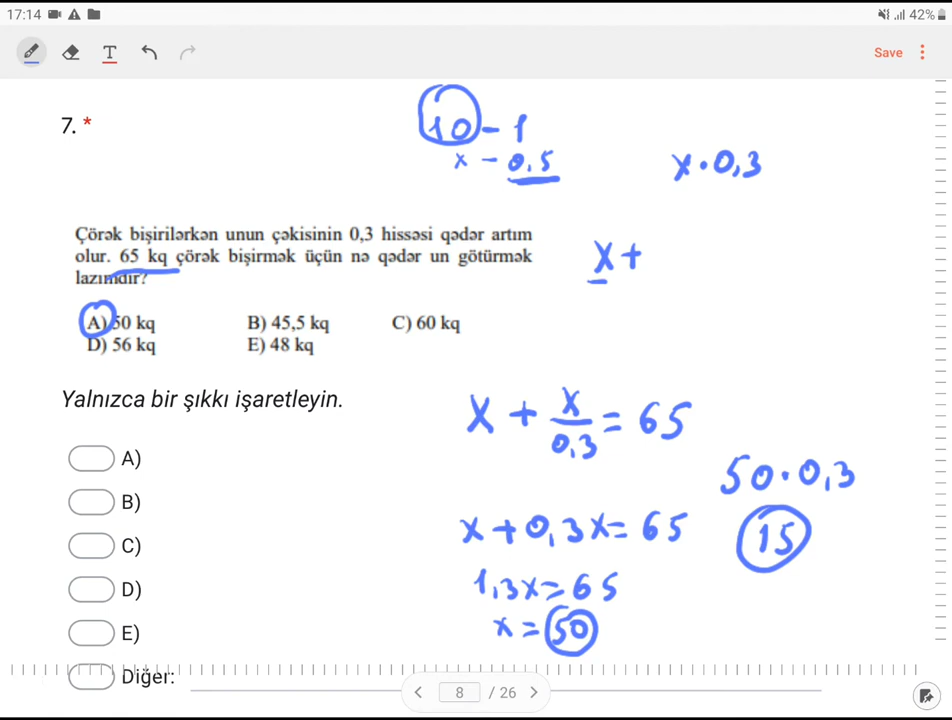 17:14 42%
T Save
7. *
10 - 1
x - 0,5
x · 0,3
Çörək bişirilərkən unun çəkisinin 0,3 hissəsi qədər artım
olur. 65 kq çörək bişirmək üçün nə qədər un götürmək
lazımdır?
x +
A) 50 kq B) 45,5 kq C) 60 kq
D) 56 kq E) 48 kq
Yalnızca bir şıkkı işaretleyin.
x + x/0,3 = 65
50 · 0,3
15
A)
B)
C)
D)
E)
Diğer:
x + 0,3x = 65
1,3x = 65
x = 50
8 / 26